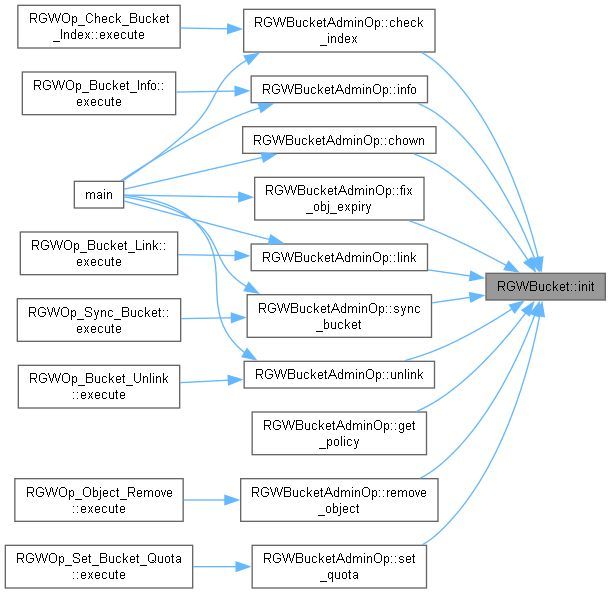 RGWOp_Check_Bucket
_Index::execute
RGWBucketAdminOp::check
_index
RGWOp_Bucket_Info::
execute
RGWBucketAdminOp::info
RGWBucketAdminOp::chown
main
RGWBucketAdminOp::fix
_obj_expiry
RGWOp_Bucket_Link::
execute
RGWBucketAdminOp::link
RGWBucket::init
RGWOp_Sync_Bucket::
execute
RGWBucketAdminOp::sync
_bucket
RGWOp_Bucket_Unlink
::execute
RGWBucketAdminOp::unlink
RGWBucketAdminOp::get
_policy
RGWOp_Object_Remove
::execute
RGWBucketAdminOp::remove
_object
RGWOp_Set_Bucket_Quota
::execute
RGWBucketAdminOp::set
_quota